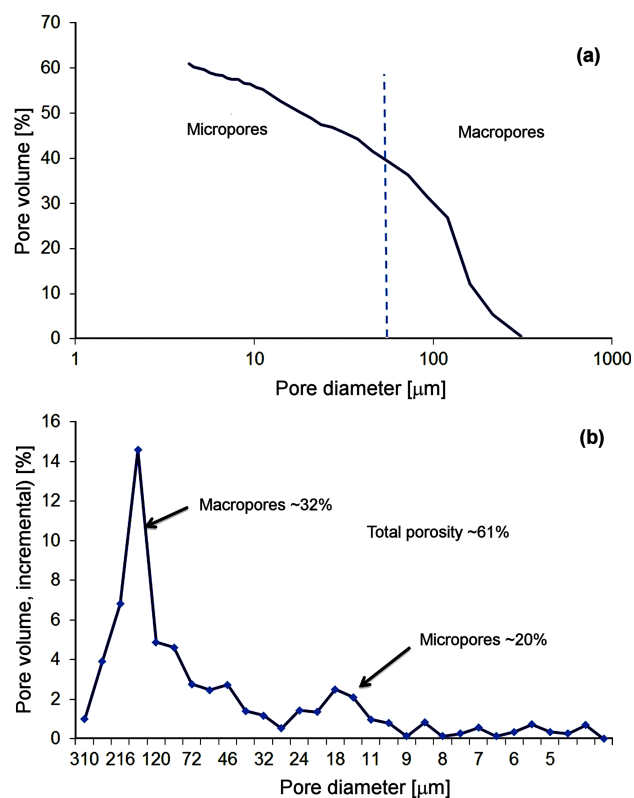 (a)
70
60
50
40
30
20
10
0
Pore volume [%]
Micropores
Macropores
1 10 100 1000
Pore diameter [µm]
(b)
16
14
12
10
8
6
4
2
0
Pore volume, incremental) [%]
Macropores ~32%
Total porosity ~61%
Micropores ~20%
310 216 120 72 46 32 24 18 11 9 8 7 6 5
Pore diameter [µm]